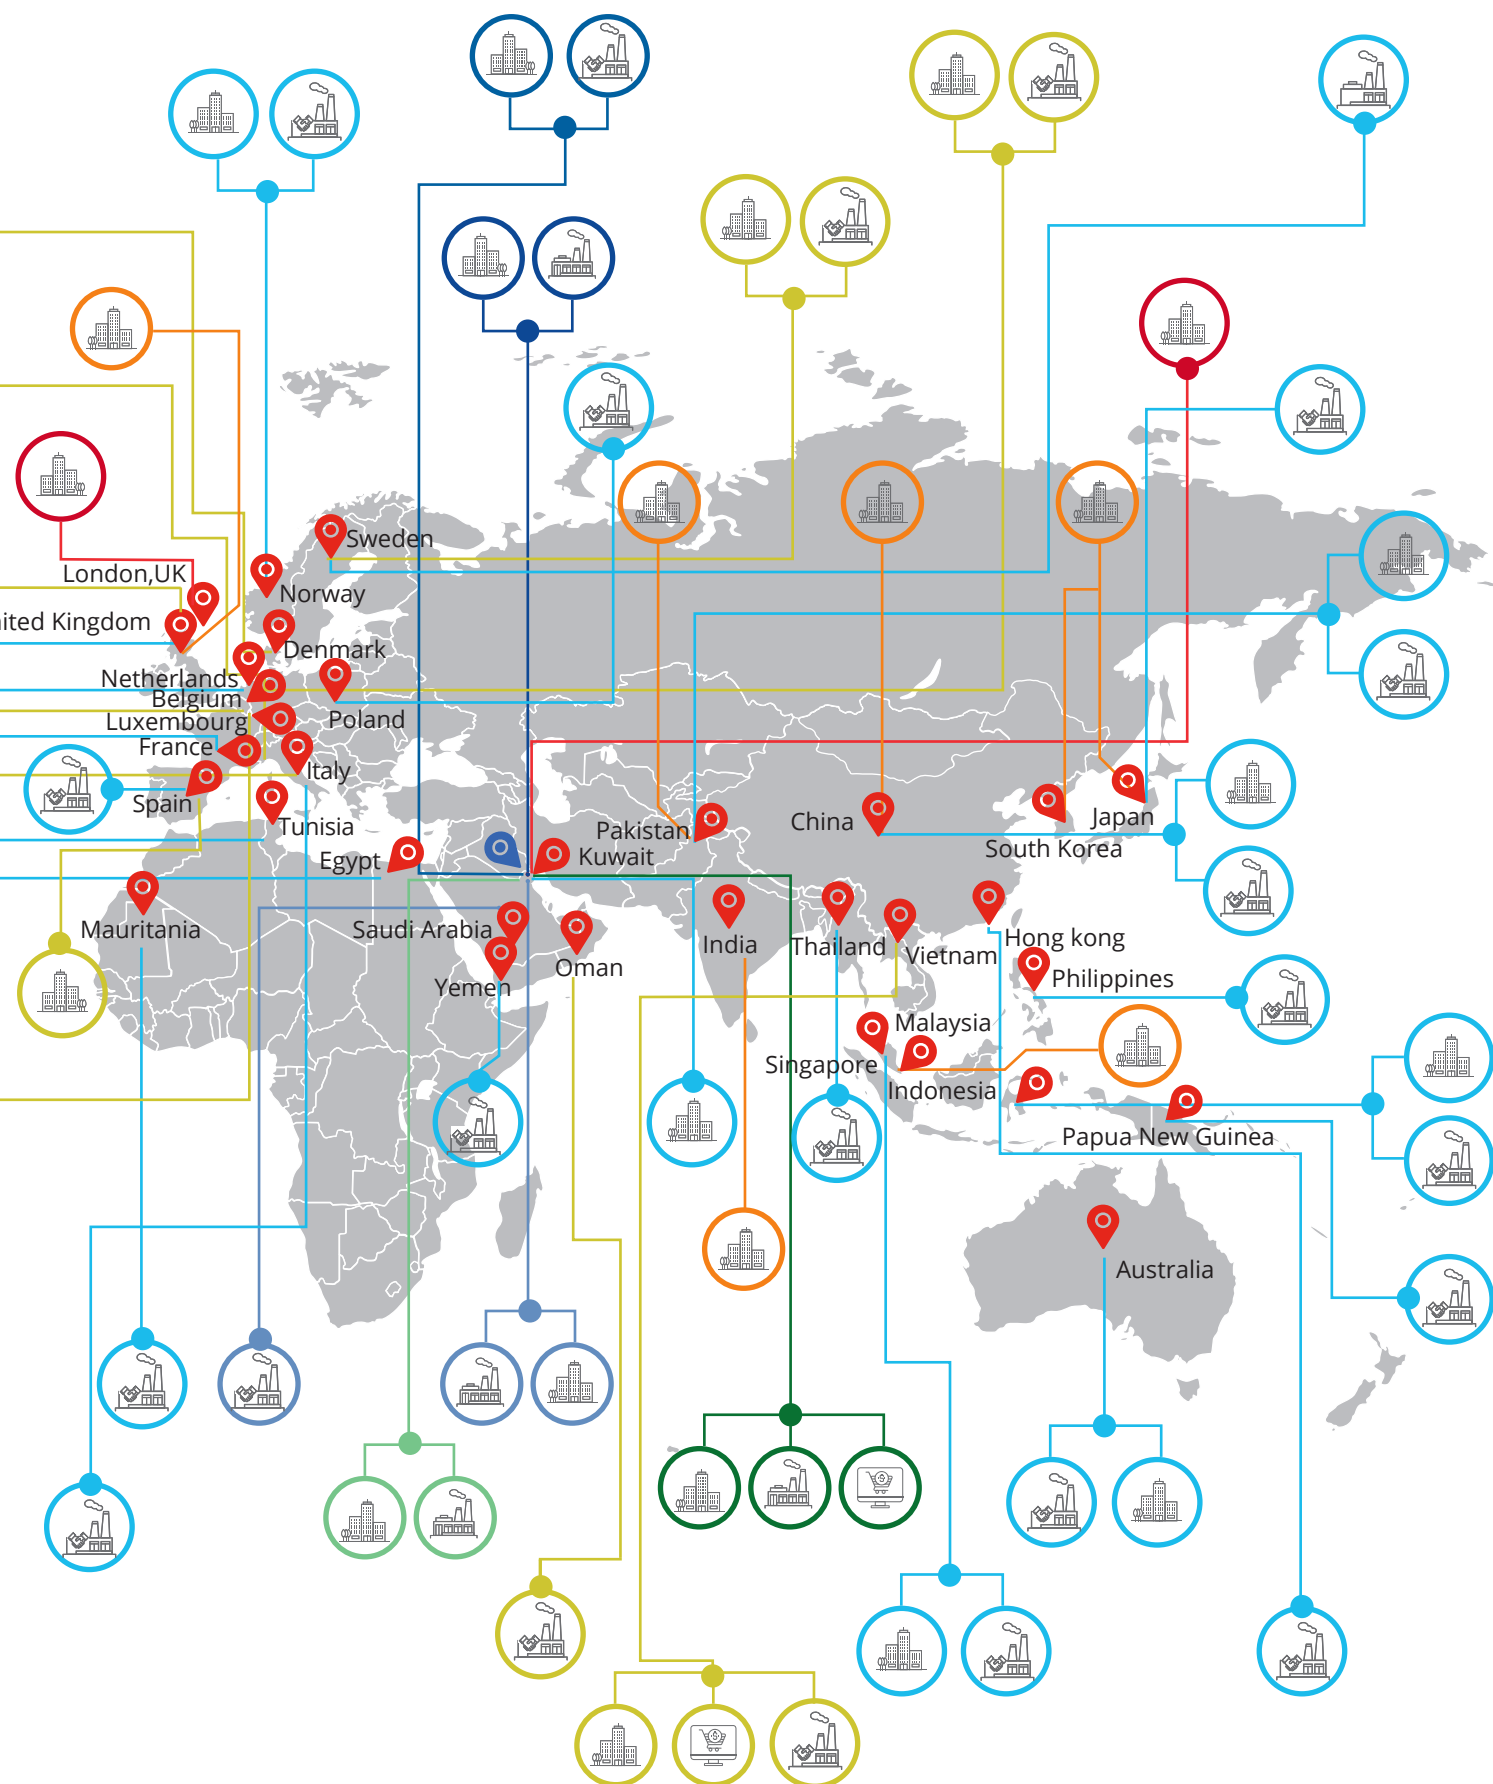 Sweden
London,UK
Norway
ited Kingdom
Denmark
Netherlands
Belgium
Luxembourg
Poland
France
Italy
Spain
Tunisia
Pakistan
China
Japan
South Korea
Egypt
Kuwait
Mauritania
Saudi Arabia
India
Thailand
Vietnam
Hong kong
Oman
Yemen
Philippines
Malaysia
Singapore
Indonesia
Papua New Guinea
Australia